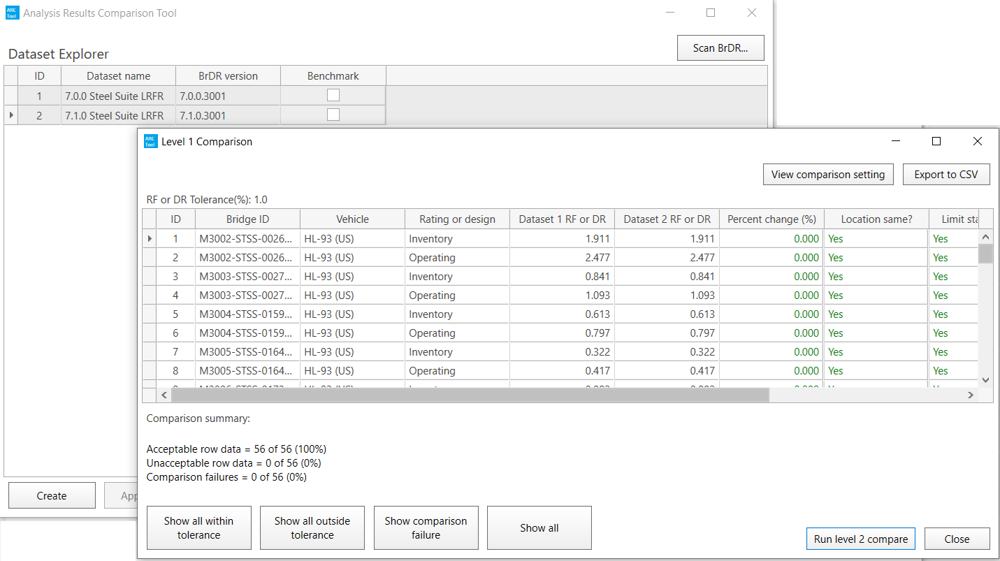 ARC Tool Analysis Results Comparison Tool
Scan BrDR...
Dataset Explorer
ID Dataset name BrDR version Benchmark
1 7.0.0 Steel Suite LRFR 7.0.0.3001
2 7.1.0 Steel Suite LRFR 7.1.0.3001
ARC Tool Level 1 Comparison
View comparison setting Export to CSV
RF or DR Tolerance(%): 1.0
ID Bridge ID Vehicle Rating or design Dataset 1 RF or DR Dataset 2 RF or DR Percent change (%) Location same? Limit sta
1 M3002-STSS-0026... HL-93 (US) Inventory 1.911 1.911 0.000 Yes Yes
2 M3002-STSS-0026... HL-93 (US) Operating 2.477 2.477 0.000 Yes Yes
3 M3003-STSS-0027... HL-93 (US) Inventory 0.841 0.841 0.000 Yes Yes
4 M3003-STSS-0027... HL-93 (US) Operating 1.093 1.093 0.000 Yes Yes
5 M3004-STSS-0159... HL-93 (US) Inventory 0.613 0.613 0.000 Yes Yes
6 M3004-STSS-0159... HL-93 (US) Operating 0.797 0.797 0.000 Yes Yes
7 M3005-STSS-0164... HL-93 (US) Inventory 0.322 0.322 0.000 Yes Yes
8 M3005-STSS-0164... HL-93 (US) Operating 0.417 0.417 0.000 Yes Yes
Comparison summary:
Acceptable row data = 56 of 56 (100%)
Unacceptable row data = 0 of 56 (0%)
Comparison failures = 0 of 56 (0%)
Create App
Show all within tolerance
Show all outside tolerance
Show comparison failure
Show all
Run level 2 compare Close